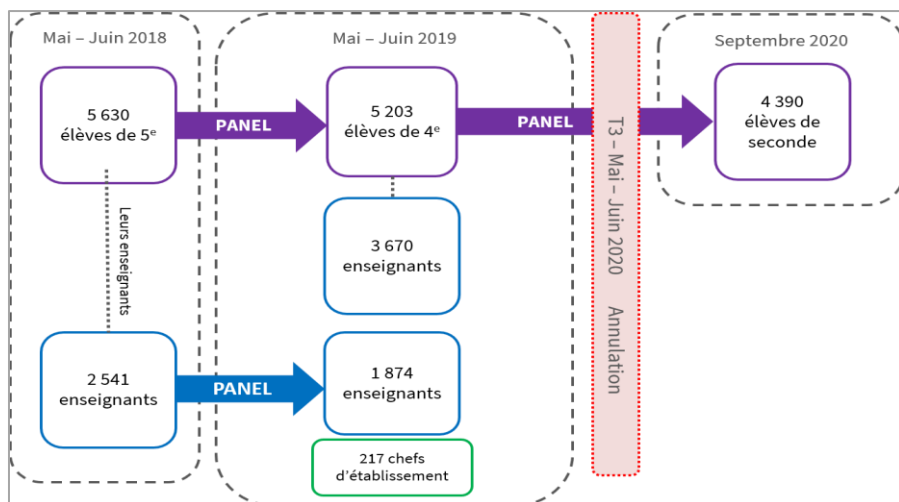 Mai – Juin 2018
Mai – Juin 2019
Septembre 2020
5 630
élèves de 5e
PANEL
5 203
élèves de 4e
PANEL
T3 – Mai – Juin 2020 Annulation
4 390
élèves de
seconde
Leurs enseignants
3 670
enseignants
2 541
enseignants
PANEL
1 874
enseignants
217 chefs
d'établissement